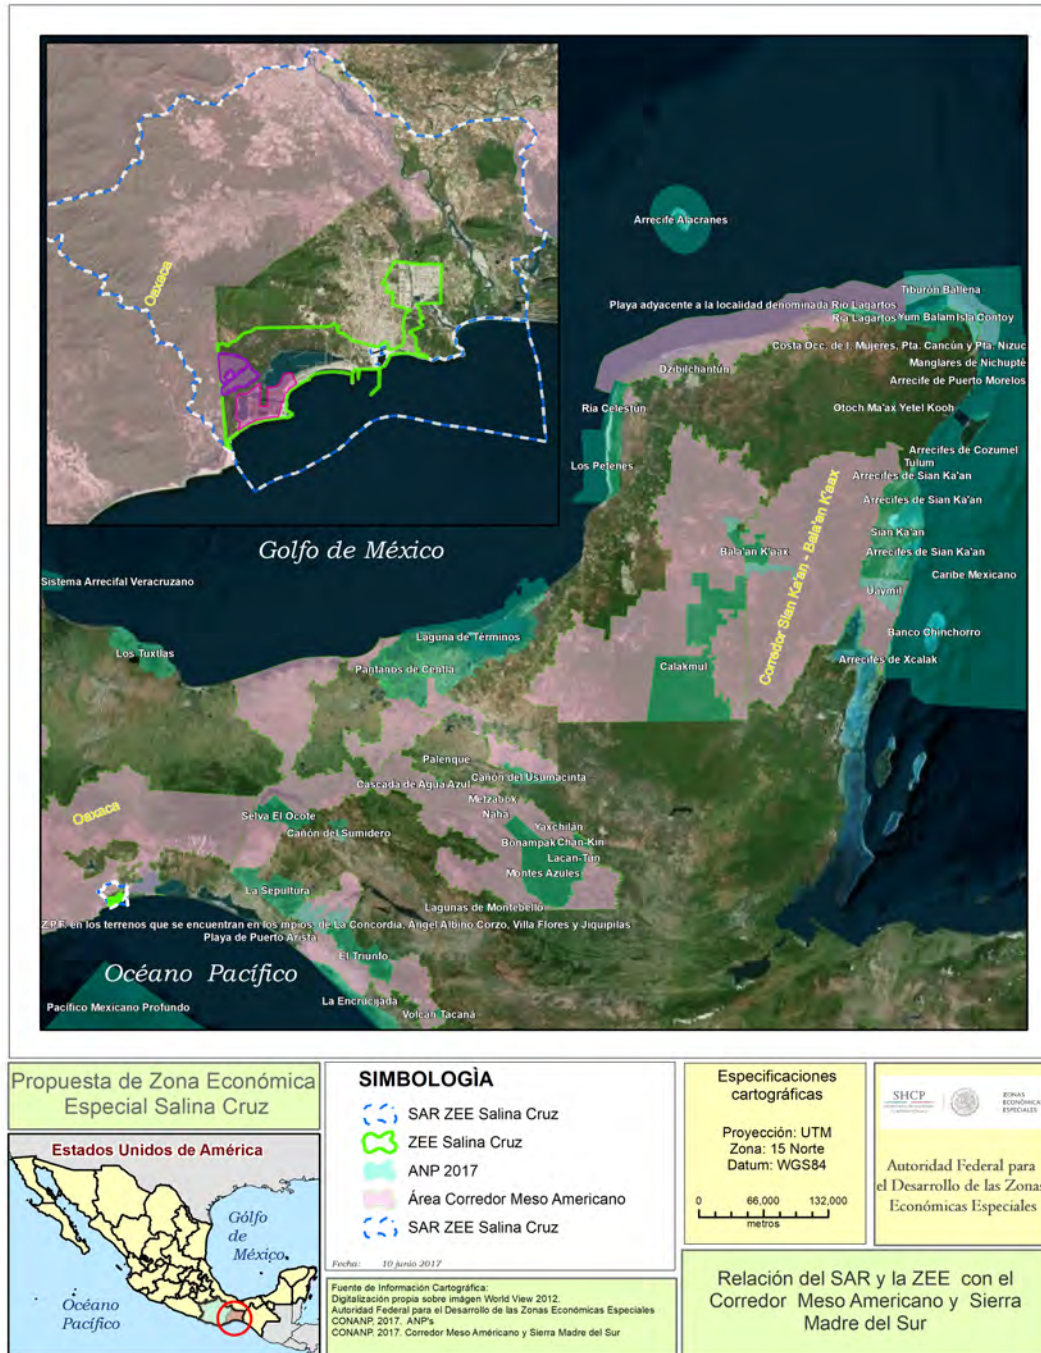 Oaxaca
Golfo de México
Arrecife Alacranes
Tiburón Ballena
Playa adyacente a la localidad denominada Río Lagartos
Ría Lagartos
Yum Balam
Isla Contoy
Costa Occ. de I. Mujeres, Pta. Cancún y Pta. Nizuc
Dzibilchantún
Manglares de Nichupté
Arrecife de Puerto Morelos
Ría Celestún
Otoch Ma'ax Yetel Kooh
Los Petenes
Arrecifes de Cozumel
Tulum
Arrecifes de Sian Ka'an
Arrecifes de Sian Ka'an
Sian Ka'an
Bala'an K'aax
Arrecifes de Sian Ka'an
Corredor Sian Ka'an - Bala'an K'aax
Caribe Mexicano
Uaymil
Sistema Arrecifal Veracruzano
Banco Chinchorro
Laguna de Términos
Los Tuxtlas
Arrecifes de Xcalak
Pantanos de Centla
Calakmul
Palenque
Cascada de Agua Azul
Cañón del Usumacinta
Metzabok
Oaxaca
Selva El Ocote
Nahá
Cañón del Sumidero
Yaxchilán
Bonampak
Chan-Kin
Lacan-Tún
Montes Azules
La Sepultura
Lagunas de Montebello
Z.P.F. en los terrenos que se encuentran en los mpios. de La Concordia, Ángel Albino Corzo, Villa Flores y Jiquipilas
Playa de Puerto Arista
El Triunfo
Océano Pacífico
La Encrucijada
Pacífico Mexicano Profundo
Volcán Tacaná
Propuesta de Zona Económica
Especial Salina Cruz
Estados Unidos de América
Gólfo
de
México
Océano
Pacífico
SIMBOLOGÌA
SAR ZEE Salina Cruz
ZEE Salina Cruz
ANP 2017
Área Corredor Meso Americano
SAR ZEE Salina Cruz
Fecha: 10 junio 2017
Fuente de Información Cartográfica:
Digitalización propia sobre imágen World View 2012.
Autoridad Federal para el Desarrollo de las Zonas Económicas Especiales
CONANP, 2017. ANP's
CONANP, 2017. Corredor Meso Américano y Sierra Madre del Sur
Especificaciones
cartográficas
Proyección: UTM
Zona: 15 Norte
Datum: WGS84
0 66,000 132,000
metros
SHCP
ZONAS
ECONÓMICAS
ESPECIALES
Autoridad Federal para
el Desarrollo de las Zonas
Económicas Especiales
Relación del SAR y la ZEE con el
Corredor Meso Americano y Sierra
Madre del Sur